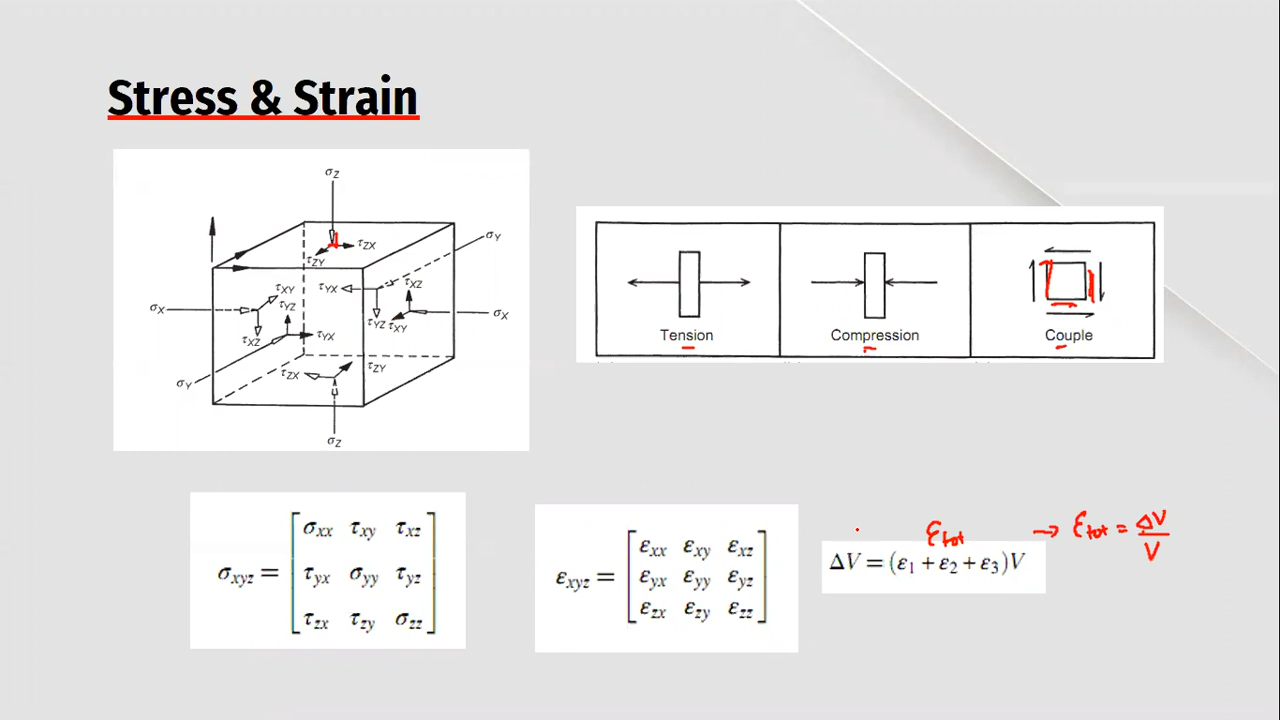 Stress & Strain
σZ
τZX
τZY
σY
τXY
τYX
τXZ
τYZ
σX
σX
τYZ
τXY
τXZ
τYX
σY
τZX
τZY
σZ
Tension
Compression
Couple
σxyz = [ σxx τxy τxz
τyx σyy τyz
τzx τzy σzz ]
εxyz = [ εxx εxy εxz
εyx εyy εyz
εzx εzy εzz ]
εtot
ΔV = (ε1 + ε2 + ε3)V
→ εtot = ΔV
V